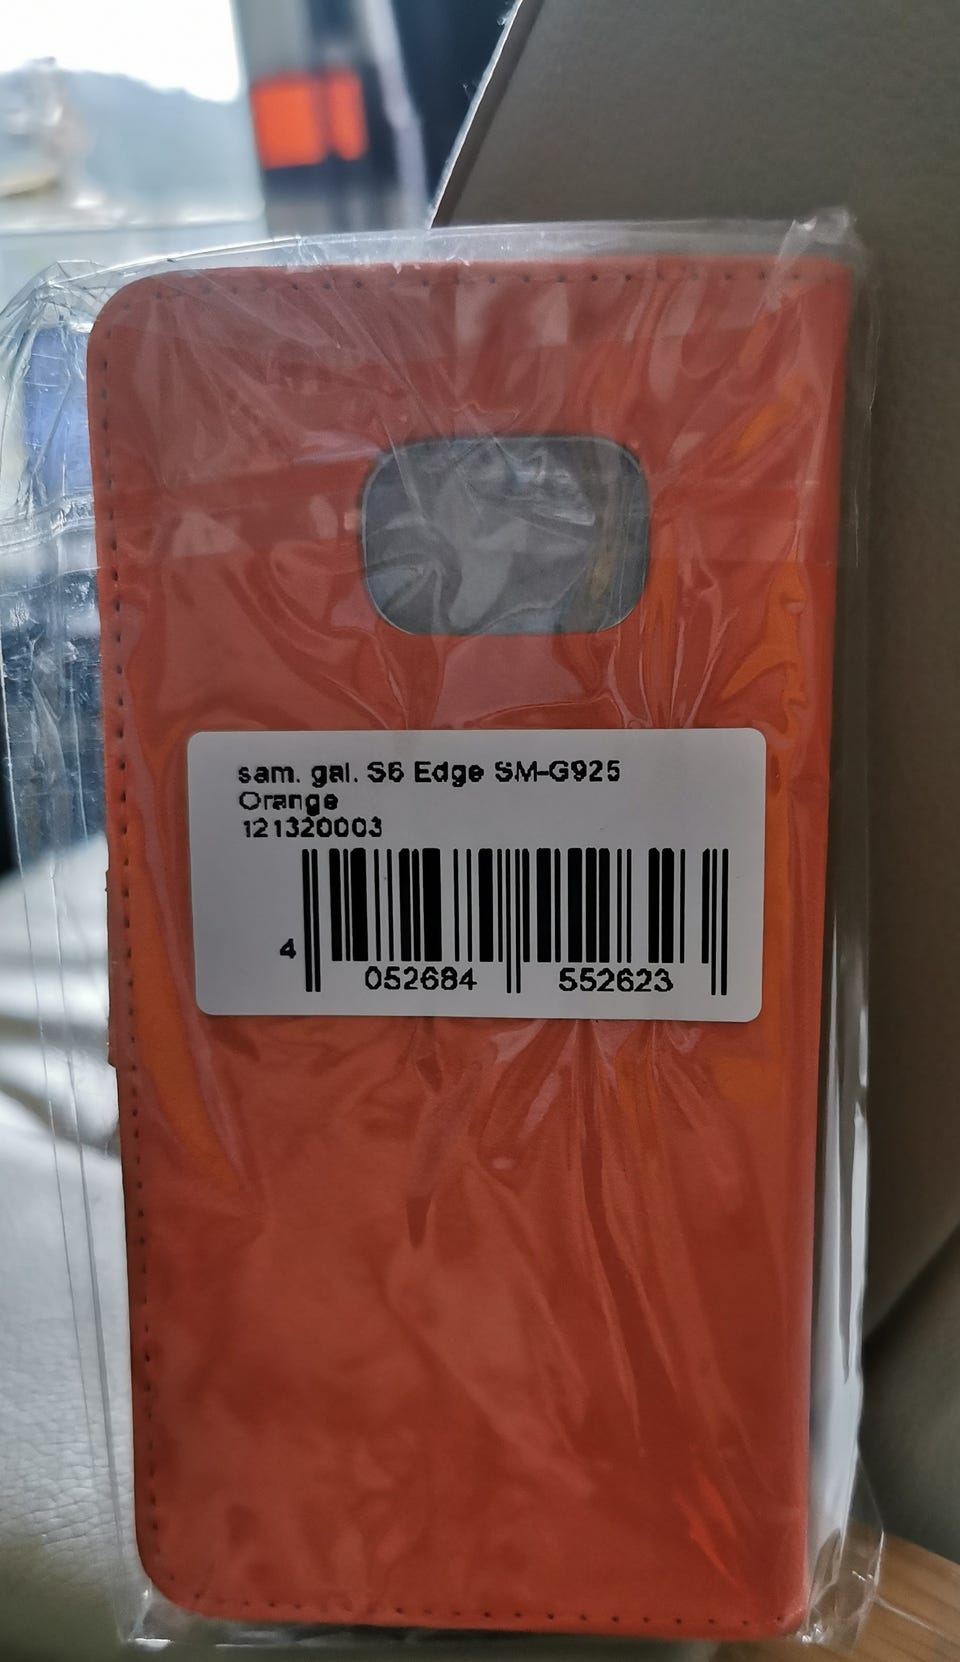 sam. gal. S6 Edge SM-G925
Orange
121320003
4 052684 552623